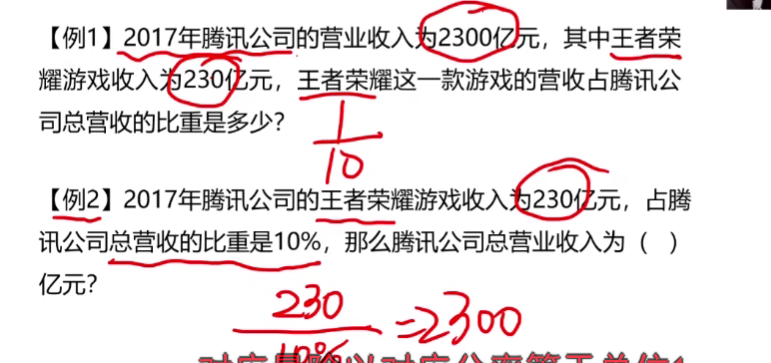 【例1】2017年腾讯公司的营业收入为2300亿元，其中王者荣
耀游戏收入为230亿元，王者荣耀这一款游戏的营收占腾讯公
司总营收的比重是多少？
1
10
【例2】2017年腾讯公司的王者荣耀游戏收入为230亿元，占腾
讯公司总营收的比重是10%，那么腾讯公司总营业收入为（ ）
亿元？
230
10%
=2300